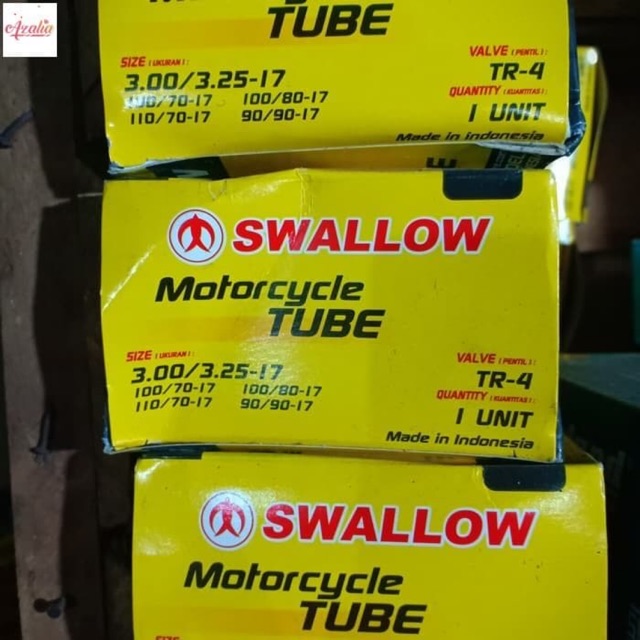 Azalia
Motorcycle
TUBE
SIZE (UKURAN):
3.00/3.25-17
100/70-17 100/80-17
110/70-17 90/90-17
VALVE (PENTIL):
TR-4
QUANTITY (KUANTITAS):
1 UNIT
Made in Indonesia
SWALLOW
Motorcycle
TUBE
SIZE (UKURAN):
3.00/3.25-17
100/70-17 100/80-17
110/70-17 90/90-17
VALVE (PENTIL):
TR-4
QUANTITY (KUANTITAS):
1 UNIT
Made in Indonesia
SWALLOW
Motorcycle
TUBE
SIZE